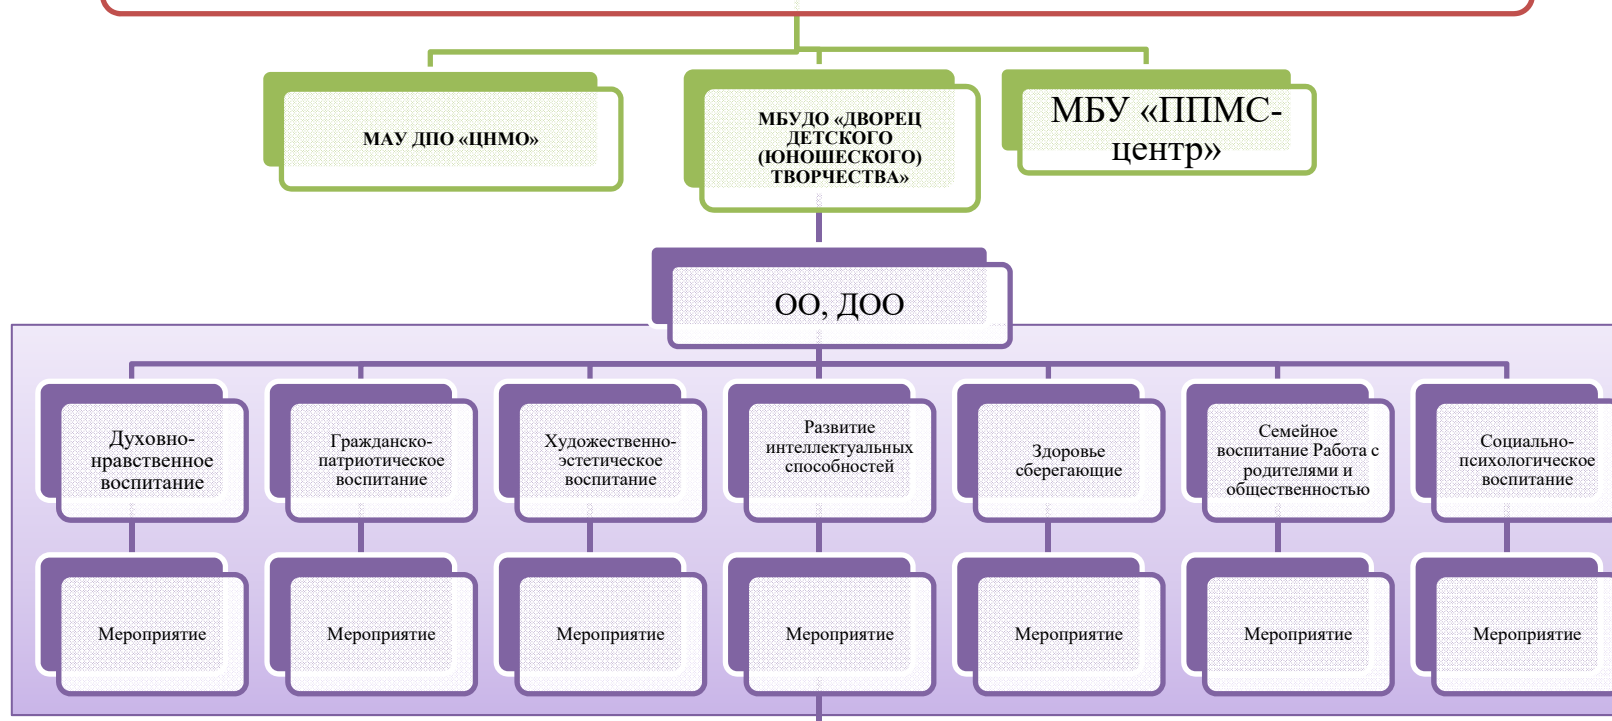 МАУ ДПО «ЦНМО»
МБУДО «ДВОРЕЦ
ДЕТСКОГО
(ЮНОШЕСКОГО)
ТВОРЧЕСТВА»
МБУ «ППМС-
центр»
ОО, ДОО
Духовно-
нравственное
воспитание
Гражданско-
патриотическое
воспитание
Художественно-
эстетическое
воспитание
Развитие
интеллектуальных
способностей
Здоровье
сберегающие
Семейное
воспитание Работа с
родителями и
общественностью
Социально-
психологическое
воспитание
Мероприятие
Мероприятие
Мероприятие
Мероприятие
Мероприятие
Мероприятие
Мероприятие